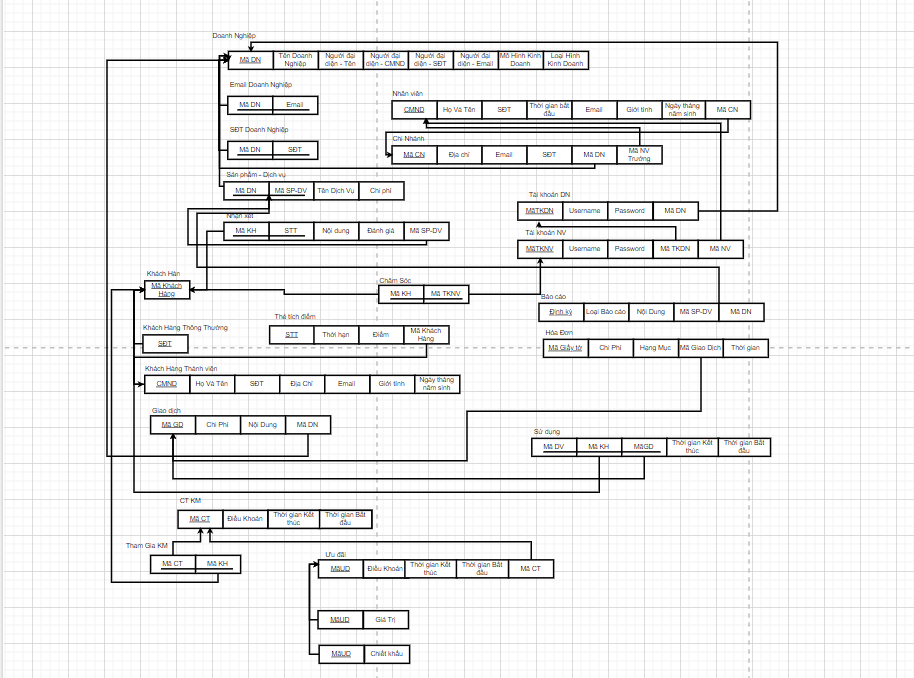 Doanh Nghiệp
Mã DN
Tên Doanh Nghiệp
Người đại diện - Tên
Người đại diện - CMND
Người đại diện - SĐT
Người đại diện - Email
Mã Hình Kinh Doanh
Loại Hình Kinh Doanh
Email Doanh Nghiệp
Mã DN
Email
Nhân viên
CMND
Họ Và Tên
SĐT
Thời gian bắt đầu
Email
Giới tính
Ngày tháng năm sinh
Mã CN
SĐT Doanh Nghiệp
Mã DN
SĐT
Chi Nhánh
Mã CN
Địa chỉ
Email
SĐT
Mã DN
Mã NV Trưởng
Sản phẩm - Dịch vụ
Mã DN
Mã SP-DV
Tên Dịch Vụ
Chi phí
Tài khoản DN
MãTKDN
Username
Password
Mã DN
Nhận xét
Mã KH
STT
Nội dung
Đánh giá
Mã SP-DV
Tài khoản NV
MãTKNV
Username
Password
Mã TKDN
Mã NV
Khách Hàn
Mã Khách Hàng
Chăm Sóc
Mã KH
Mã TKNV
Báo cáo
Định kỳ
Loại Báo cáo
Nội Dung
Mã SP-DV
Mã DN
Thẻ tích điểm
STT
Thời hạn
Điểm
Mã Khách Hàng
Khách Hàng Thông Thường
SĐT
Hóa Đơn
Mã Giấy tờ
Chi Phí
Hạng Mục
Mã Giao Dịch
Thời gian
Khách Hàng Thành viên
CMND
Họ Và Tên
SĐT
Địa Chỉ
Email
Giới tính
Ngày tháng năm sinh
Giao dịch
Mã GD
Chi Phí
Nội Dung
Mã DN
Sử dụng
Mã DV
Mã KH
MãGD
Thời gian Kết thúc
Thời gian Bắt đầu
CT KM
Mã CT
Điều Khoản
Thời gian Kết thúc
Thời gian Bắt đầu
Tham Gia KM
Mã CT
Mã KH
Ưu đãi
MãUD
Điều Khoản
Thời gian Kết thúc
Thời gian Bắt đầu
Mã CT
MãUD
Giá Trị
MãUD
Chiết khấu